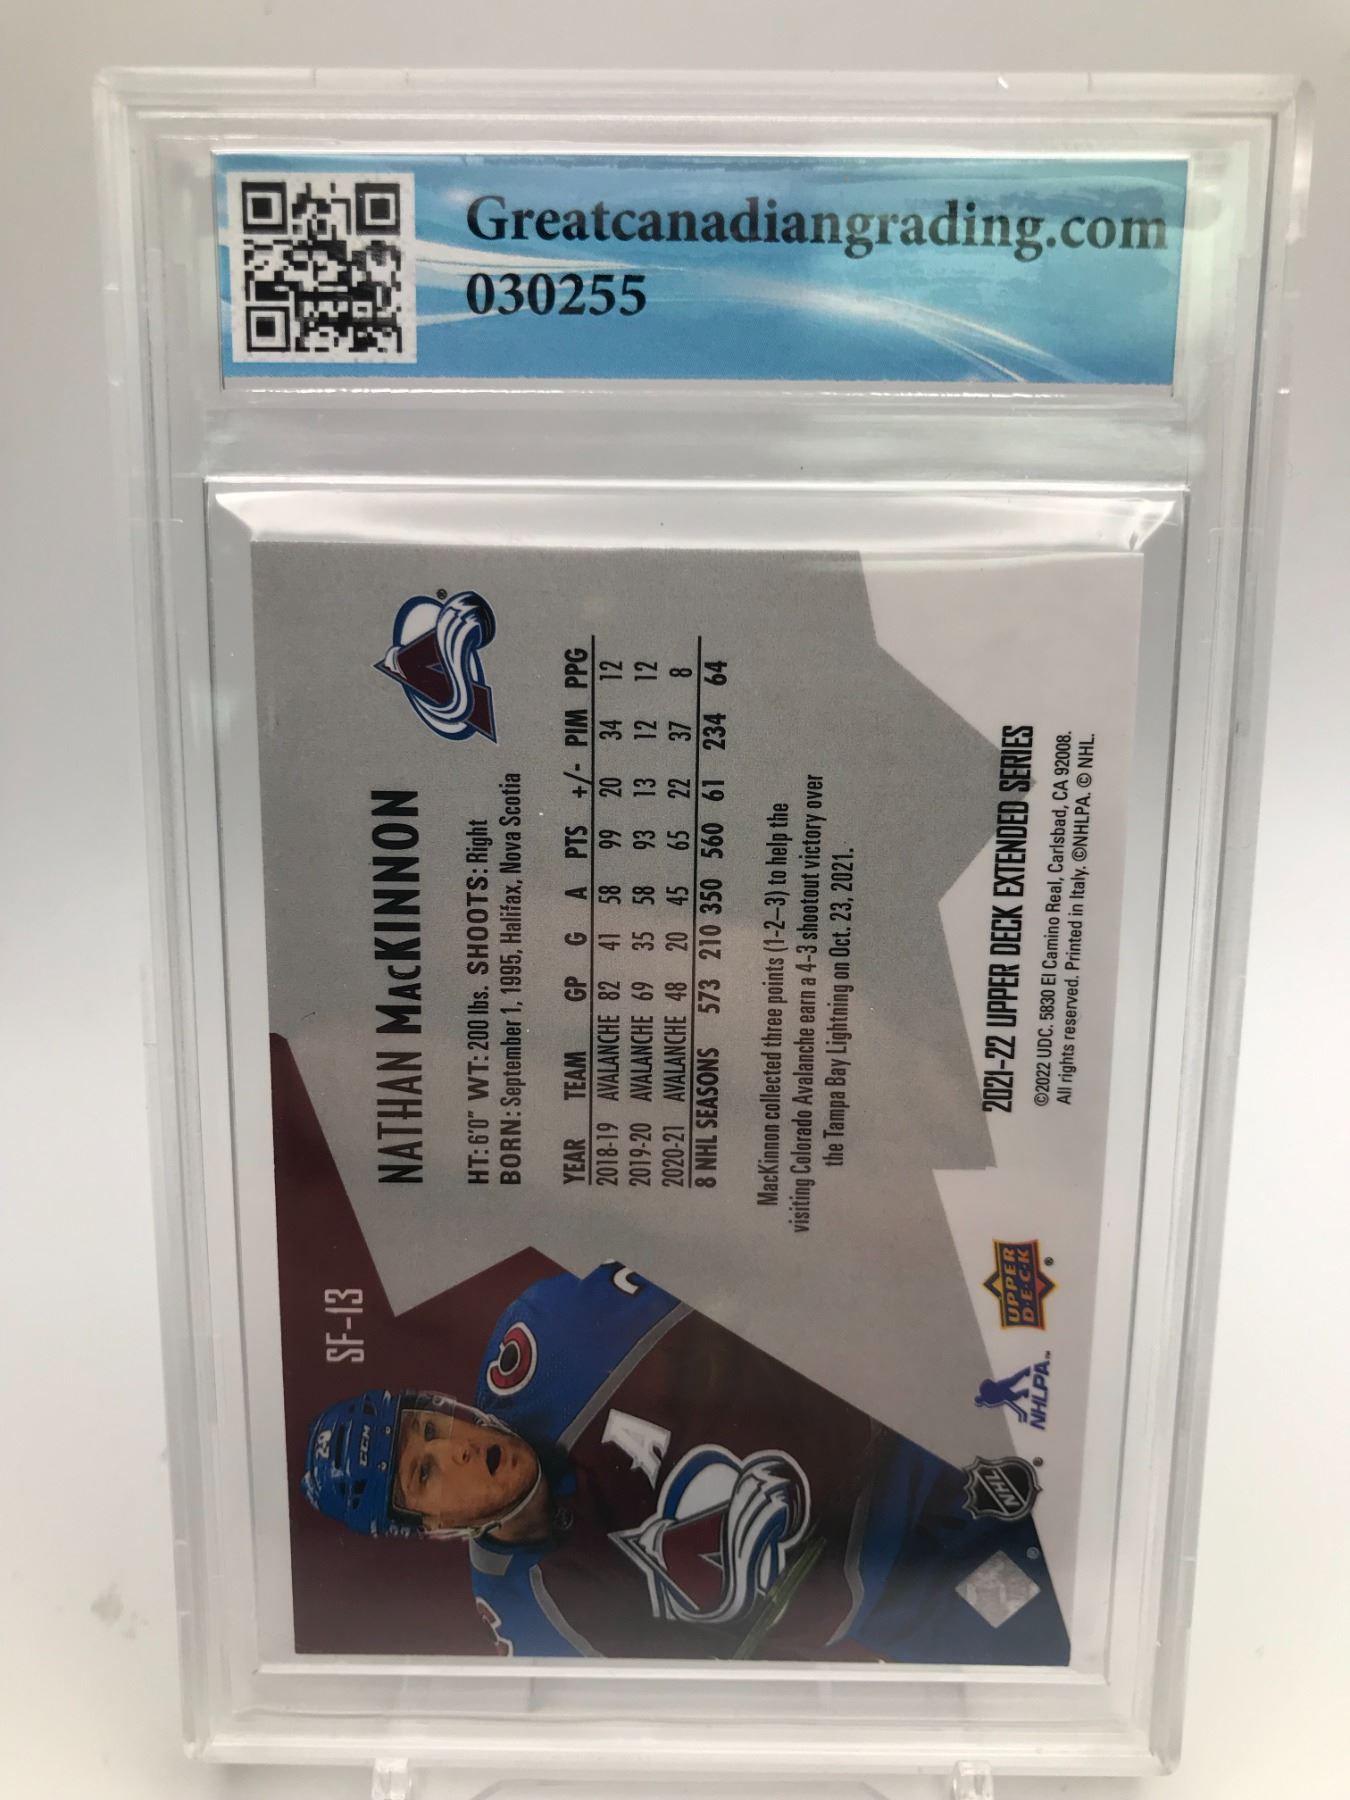 Greatcanadiangrading.com
030255
SF-13
NATHAN MacKINNON
HT: 6'0" WT: 200 lbs. SHOOTS: Right
BORN: September 1, 1995, Halifax, Nova Scotia
YEAR TEAM GP G A PTS +/- PIM PPG
2018-19 AVALANCHE 82 41 58 99 20 34 12
2019-20 AVALANCHE 69 35 58 93 13 12 12
2020-21 AVALANCHE 48 20 45 65 22 37 8
8 NHL SEASONS 573 210 350 560 61 234 64
MacKinnon collected three points (1-2–3) to help the
visiting Colorado Avalanche earn a 4-3 shootout victory over
the Tampa Bay Lightning on Oct. 23, 2021.
2021-22 UPPER DECK EXTENDED SERIES
©2022 UDC. 5830 El Camino Real, Carlsbad, CA 92008.
All rights reserved. Printed in Italy. ©NHLPA. © NHL.
UPPER
D·E·C·K
NHLPA™
NHL
29
CCM
A